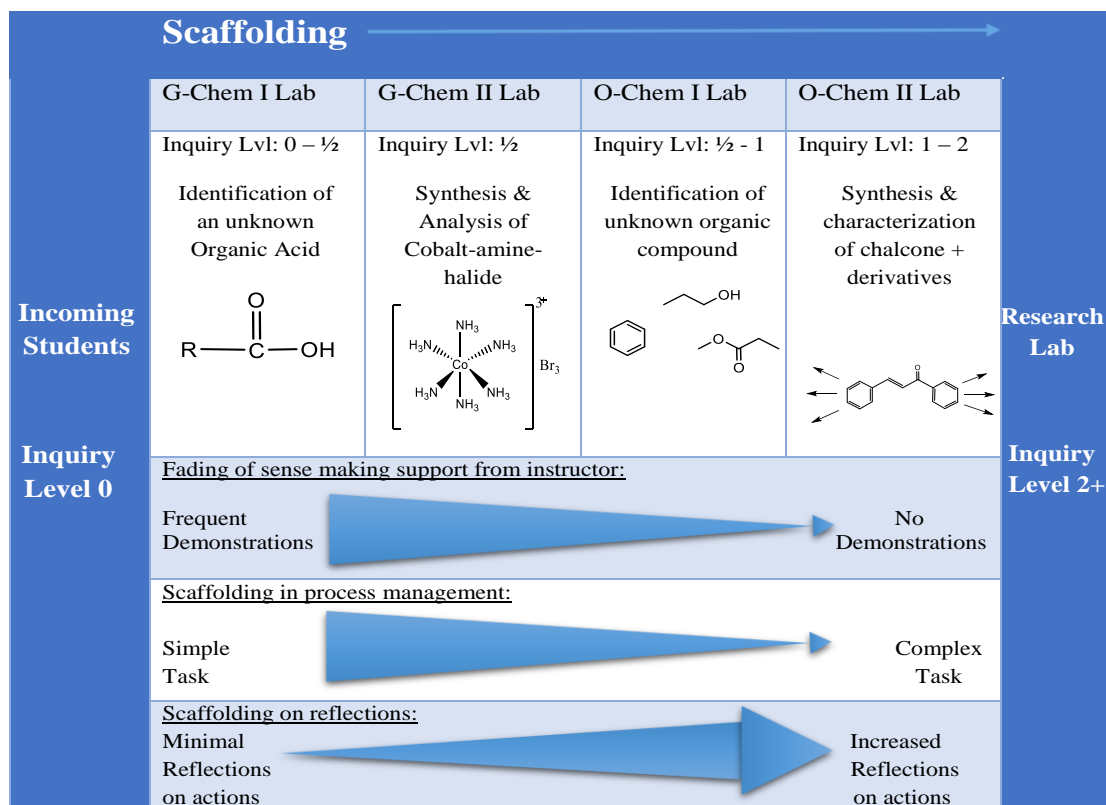 Scaffolding
G-Chem I Lab
G-Chem II Lab
O-Chem I Lab
O-Chem II Lab
Inquiry Lvl: 0 – ½
Identification of
an unknown
Organic Acid
O
R
C
OH
Inquiry Lvl: ½
Synthesis &
Analysis of
Cobalt-amine-
halide
3+
NH3
H3N
NH3
Co
Br3
H3N
NH3
NH3
Inquiry Lvl: ½ - 1
Identification of
unknown organic
compound
OH
O
O
Inquiry Lvl: 1 – 2
Synthesis &
characterization
of chalcone +
derivatives
O
Incoming
Students
Inquiry
Level 0
Research
Lab
Inquiry
Level 2+
Fading of sense making support from instructor:
Frequent
Demonstrations
No
Demonstrations
Scaffolding in process management:
Simple
Task
Complex
Task
Scaffolding on reflections:
Minimal
Reflections
on actions
Increased
Reflections
on actions